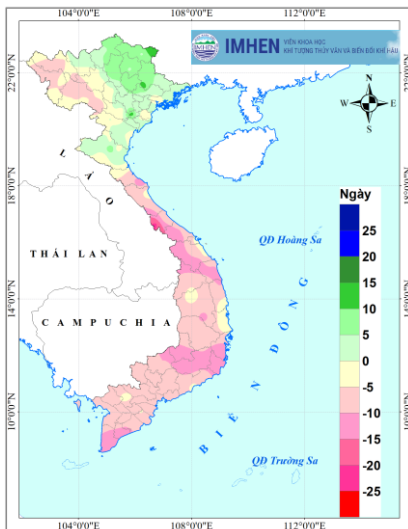 104°0'0"E 108°0'0"E 112°0'0"E
IMHEN
IMHEN
VIỆN KHOA HỌC
KHÍ TƯỢNG THỦY VĂN VÀ BIẾN ĐỔI KHÍ HẬU
N
W E
S
22°0'0"N
18°0'0"N
14°0'0"N
10°0'0"N
LÀO
THÁI LAN
CAMPUCHIA
QĐ Hoàng Sa
BIỂN ĐÔNG
QĐ Trường Sa
Ngày
25
20
15
10
5
0
-5
-10
-15
-20
-25
104°0'0"E 108°0'0"E 112°0'0"E